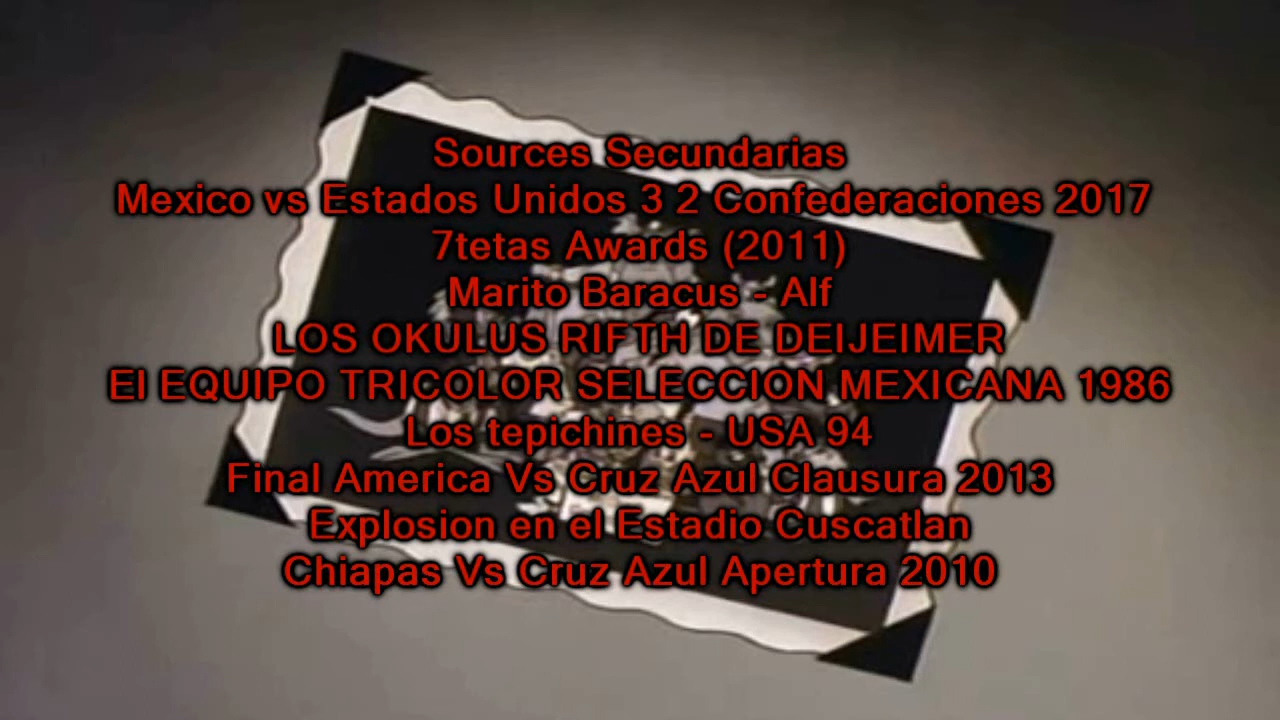 Sources Secundarias
Mexico vs Estados Unidos 3 2 Confederaciones 2017
7tetas Awards (2011)
Marito Baracus - Alf
LOS OKULUS RIFTH DE DEIJEIMER
El EQUIPO TRICOLOR SELECCION MEXICANA 1986
Los tepichines - USA 94
Final America Vs Cruz Azul Clausura 2013
Explosion en el Estadio Cuscatlan
Chiapas Vs Cruz Azul Apertura 2010